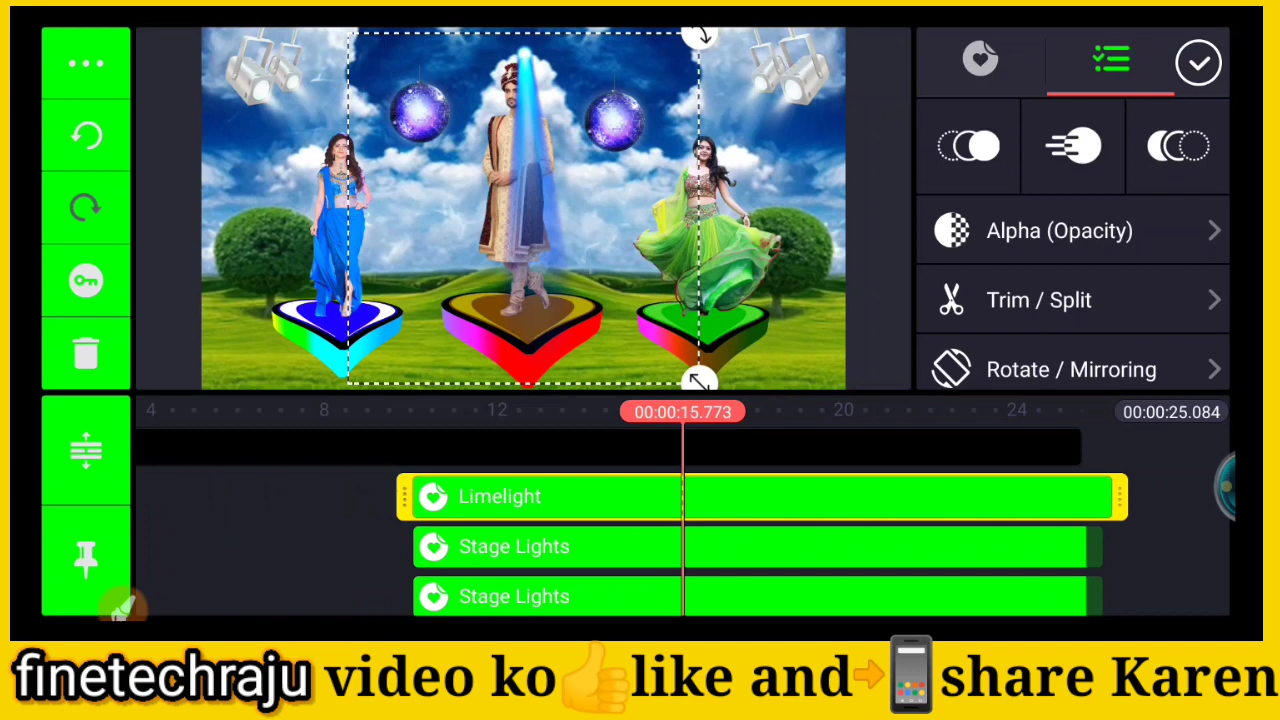 Alpha (Opacity)
Trim / Split
Rotate / Mirroring
4 8 12 00:00:15.773 20 24 00:00:25.084
Limelight
Stage Lights
Stage Lights
finetechraju video ko👍like and➡📱share Karen